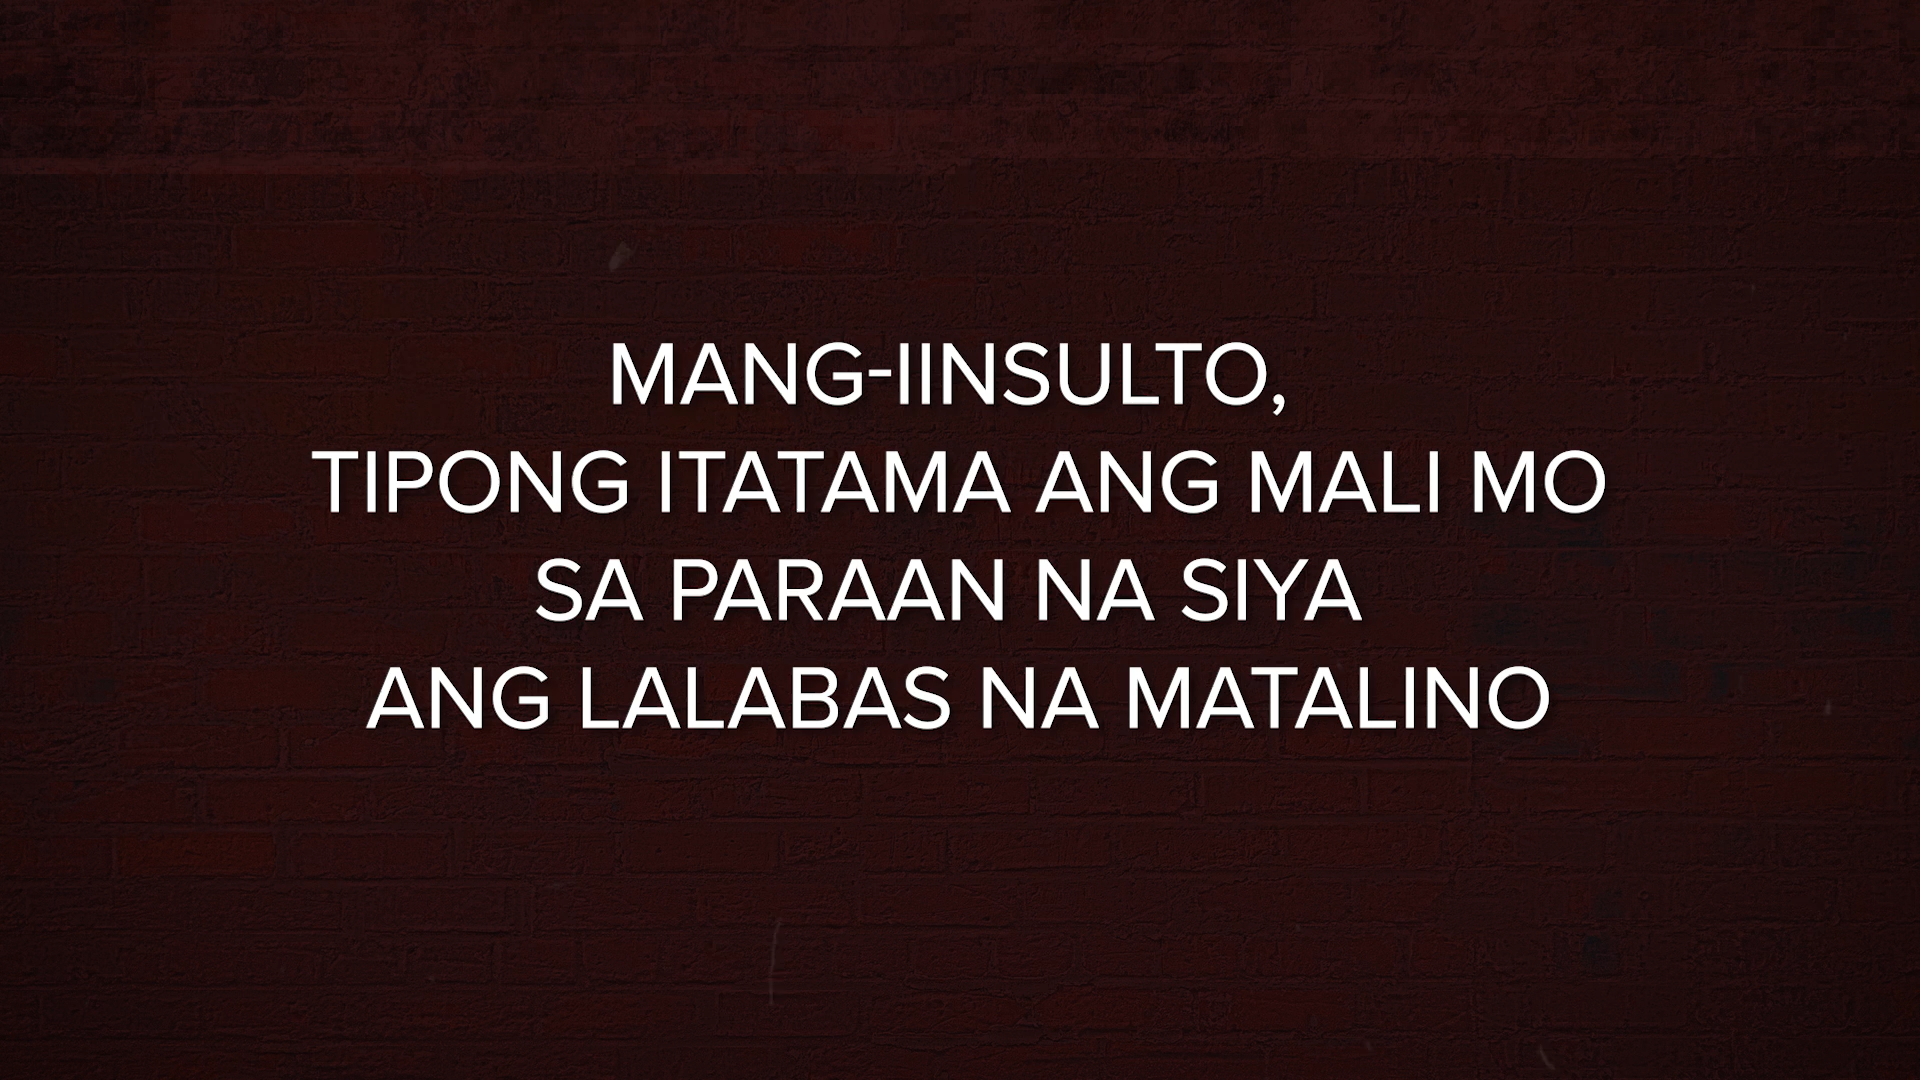 MANG-IINSULTO,
TIPONG ITATAMA ANG MALI MO
SA PARAAN NA SIYA
ANG LALABAS NA MATALINO